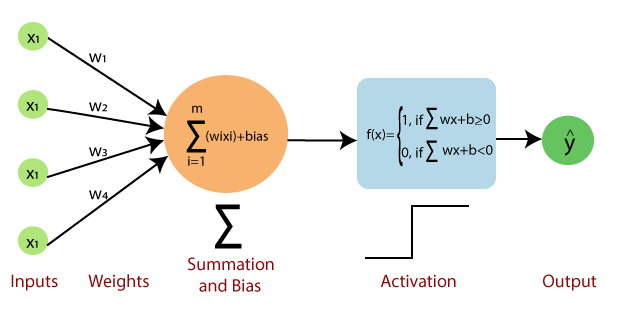 x₁
x₁
x₁
x₁
w₁
w₂
w₃
w₄
m
∑(wixi)+bias
i=1
f(x)={1, if ∑ wx+b≥0
0, if ∑ wx+b<0
ŷ
∑
Inputs
Weights
Summation
and Bias
Activation
Output